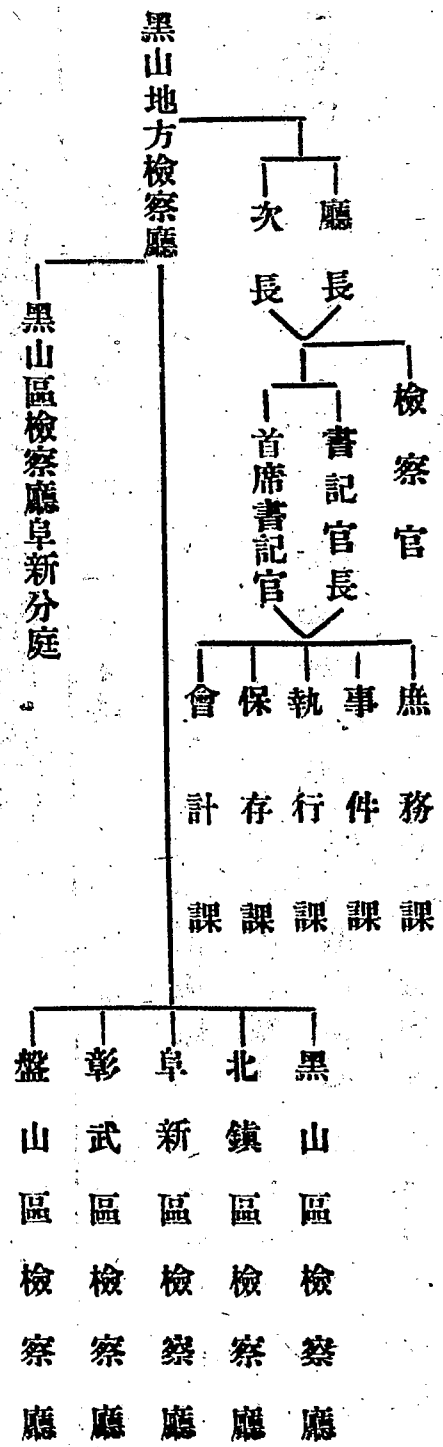 黑山地方檢察廳
廳長
次長
檢察官
書記官長
首席書記官
庶務課
事件課
執行課
保存課
會計課
黑山區檢察廳
北鎮區檢察廳
阜新區檢察廳
彰武區檢察廳
盤山區檢察廳
黑山區檢察廳阜新分庭